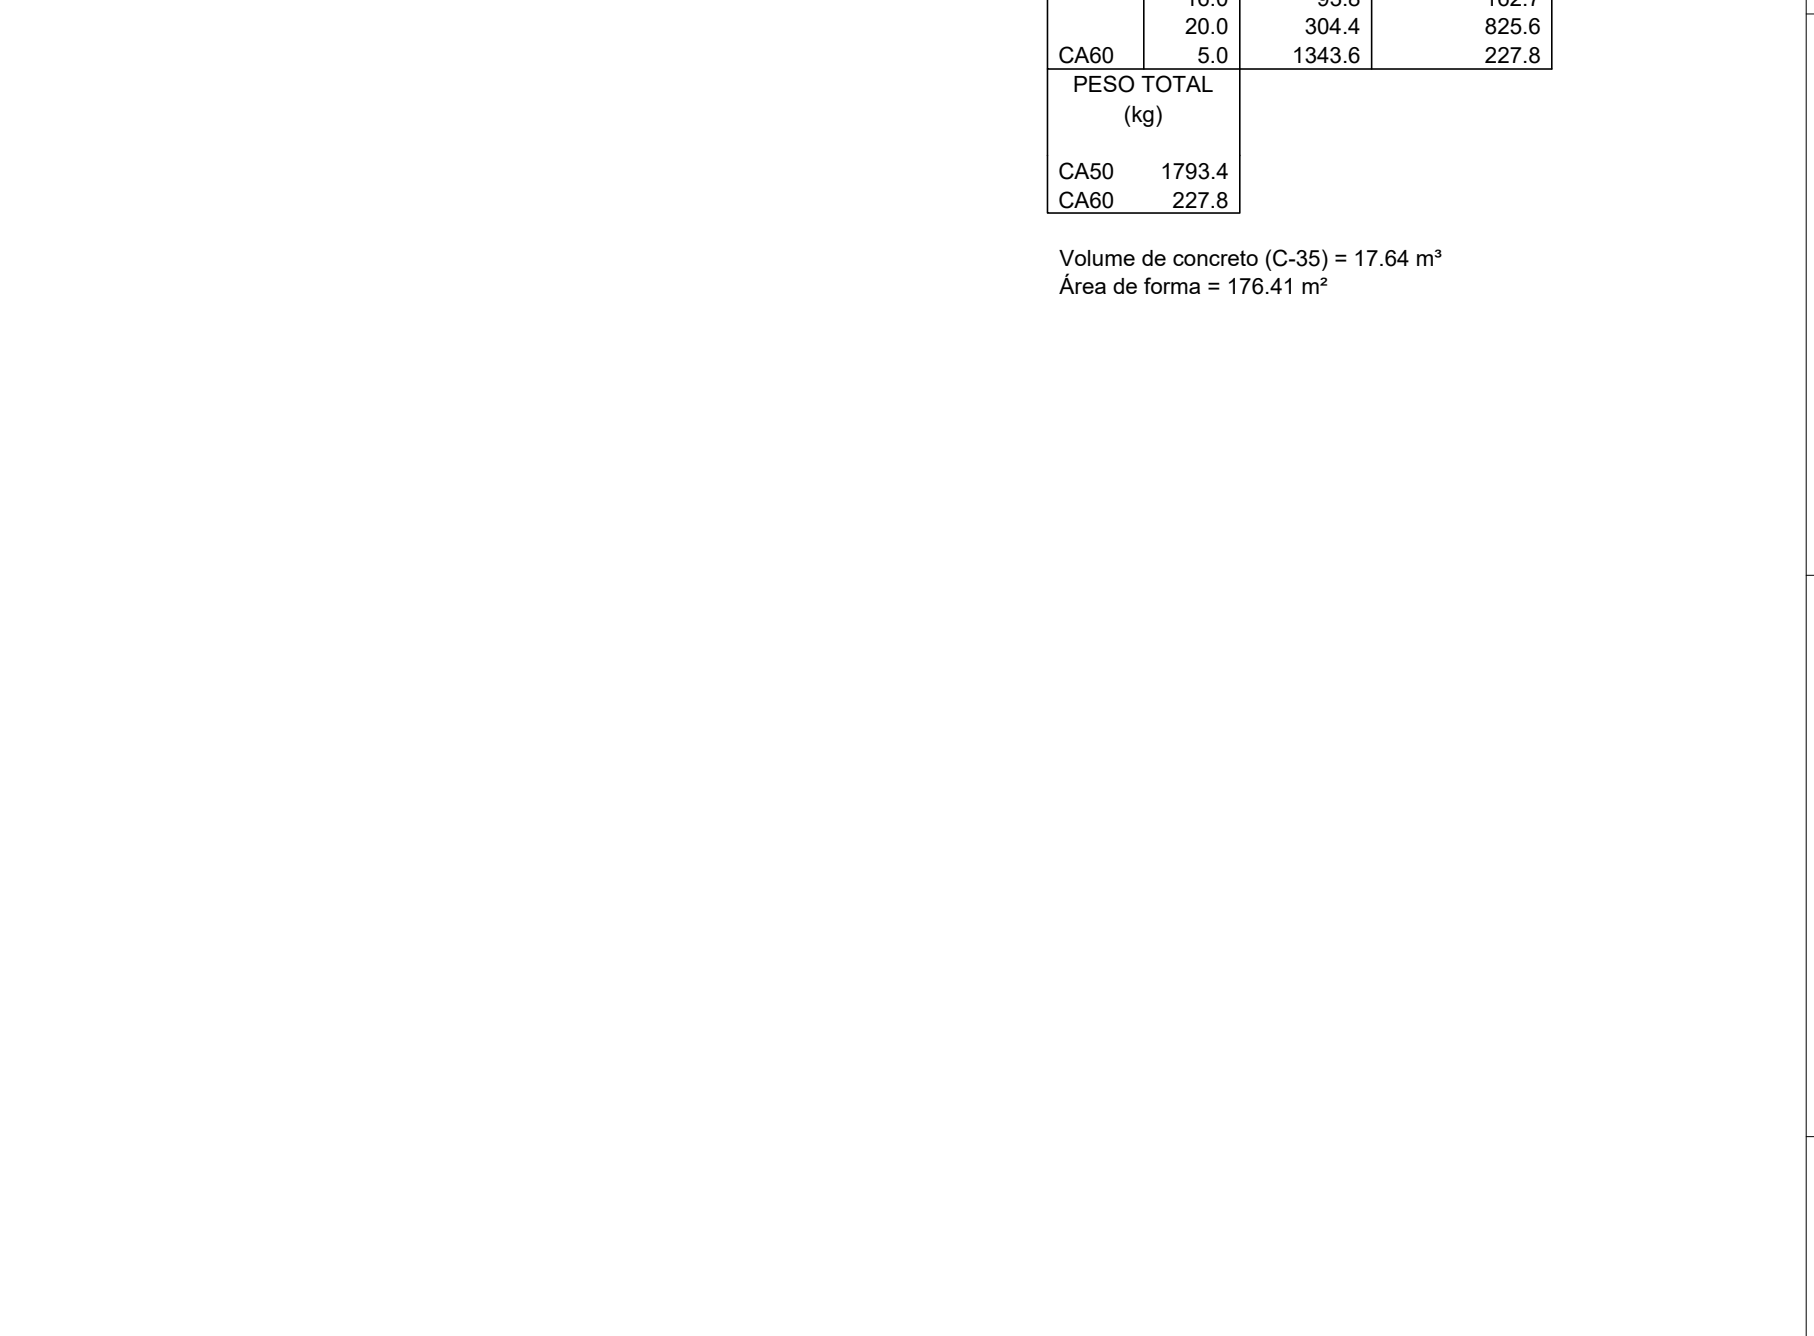 20.0 304.4 825.6
CA60 5.0 1343.6 227.8
PESO TOTAL
(kg)
CA50 1793.4
CA60 227.8
Volume de concreto (C-35) = 17.64 m³
Área de forma = 176.41 m²